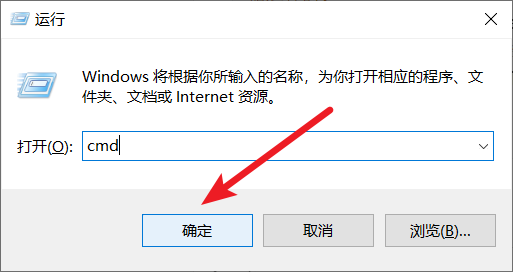 运行
Windows 将根据你所输入的名称，为你打开相应的程序、文
件夹、文档或 Internet 资源。
打开(O): cmd
确定 取消 浏览(B)...